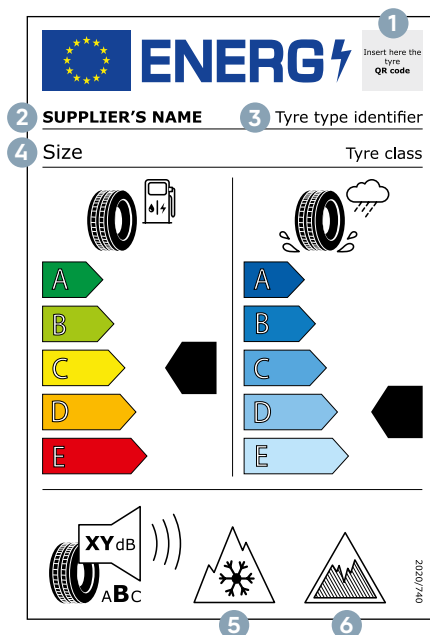 1
ENERG
Insert here the
tyre
QR code
2 SUPPLIER'S NAME 3 Tyre type identifier
4 Size Tyre class
A A
B B
C C
D D
E E
XY dB
ABC
2020/740
5 6